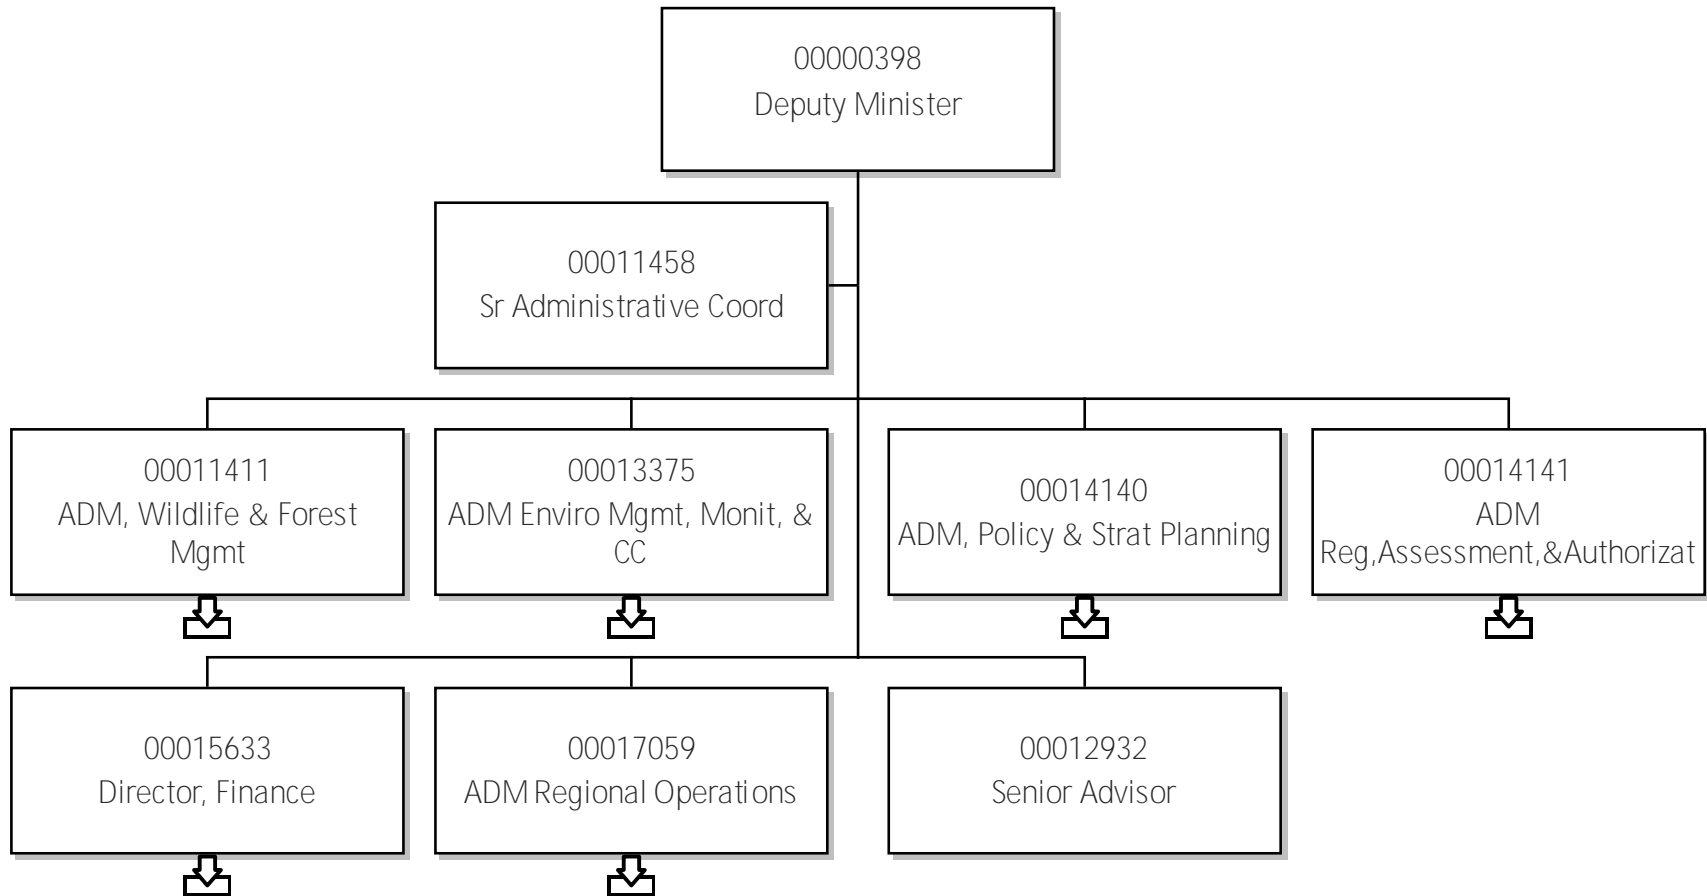 00000398
Deputy Minister
00011458
Sr Administrative Coord
00011411
ADM, Wildlife & Forest
Mgmt
00013375
ADM Enviro Mgmt, Monit, &
CC
00014140
ADM, Policy & Strat Planning
00014141
ADM
Reg,Assessment,&Authorizat
00015633
Director, Finance
00017059
ADM Regional Operations
00012932
Senior Advisor